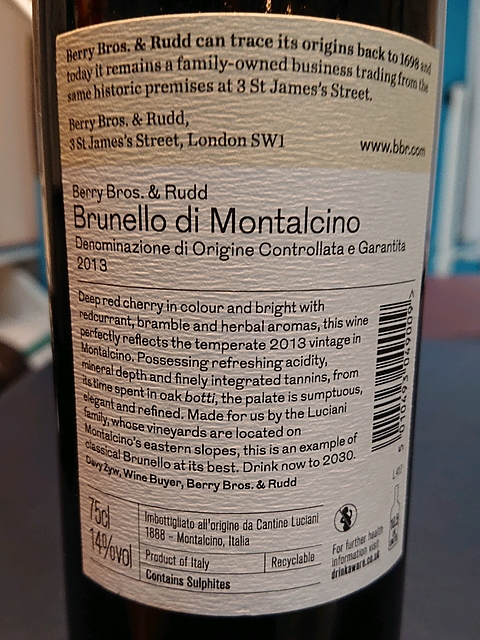 Berry Bros. & Rudd can trace its origins back to 1698 and
today it remains a family-owned business trading from the
same historic premises at 3 St James's Street.
Berry Bros. & Rudd,
3 St James's Street, London SW1
www.bbr.com
Berry Bros. & Rudd
Brunello di Montalcino
Denominazione di Origine Controllata e Garantita
2013
Deep red cherry in colour and bright with
redcurrant, bramble and herbal aromas, this wine
perfectly reflects the temperate 2013 vintage in
Montalcino. Possessing refreshing acidity,
mineral depth and finely integrated tannins, from
its time spent in oak botti, the palate is sumptuous,
elegant and refined. Made for us by the Luciani
family, whose vineyards are located on
Montalcino's eastern slopes, this is an example of
classical Brunello at its best. Drink now to 2030.
Davy Żyw, Wine Buyer, Berry Bros. & Rudd
75cl
14%vol
Imbottigliato all'origine da Cantine Luciani
1888 - Montalcino, Italia
Product of Italy
Recyclable
Contains Sulphites
For further health
information visit
drinkaware.co.uk